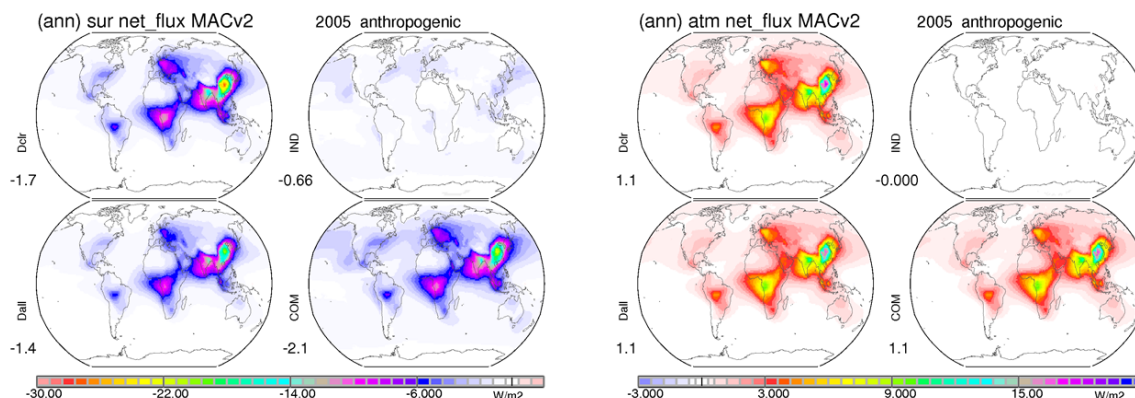 (ann) sur net_flux MACv2
2005 anthropogenic
Dclr
-1.7
IND
-0.66
Dall
-1.4
COM
-2.1
-30.00 -22.00 -14.00 -6.000 W/m2
(ann) atm net_flux MACv2
2005 anthropogenic
Dclr
1.1
IND
-0.000
Dall
1.1
COM
1.1
-3.000 3.000 9.000 15.00 W/m2